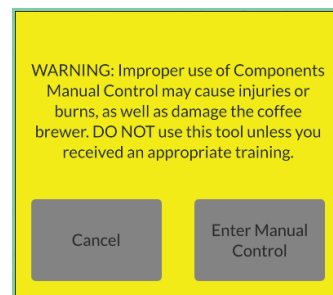 WARNING: Improper use of Components
Manual Control may cause injuries or
burns, as well as damage the coffee
brewer. DO NOT use this tool unless you
received an appropriate training.
Cancel
Enter Manual
Control